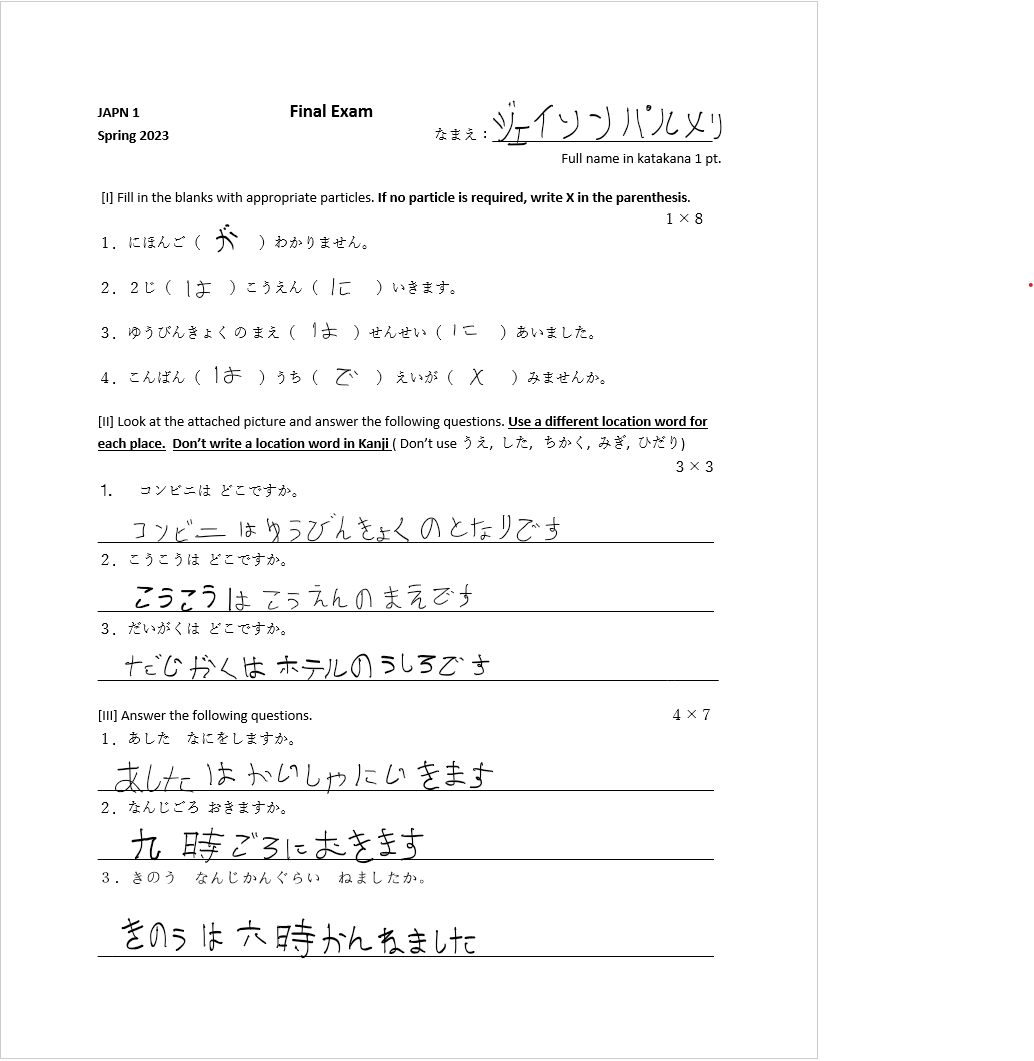 JAPN 1 Final Exam
Spring 2023 なまえ：ジェイソン パルメリ
Full name in katakana 1 pt.
[I] Fill in the blanks with appropriate particles. If no particle is required, write X in the parenthesis.
1 × 8
1．にほんご（ が ）わかりません。
2．2じ（ は ）こうえん（ に ）いきます。
3．ゆうびんきょく の まえ（ は ）せんせい（ に ）あいました。
4．こんばん（ は ）うち（ で ）えいが（ X ）みませんか。
[II] Look at the attached picture and answer the following questions. Use a different location word for
each place. Don’t write a location word in Kanji ( Don’t use うえ, した, ちかく, みぎ, ひだり)
3 × 3
1. コンビニは どこですか。
コンビニはゆうびんきょくのとなりです
2．こうこうは どこですか。
こうこうはこうえんのまえです
3．だいがくは どこですか。
だじがくはホテルのうしろです
[III] Answer the following questions. 4 × 7
1．あした なにをしますか。
あしたはかいしゃにいきます
2．なんじごろ おきますか。
九時ごろにおきます
3．きのう なんじかんぐらい ねましたか。
きのうは六時かんねました